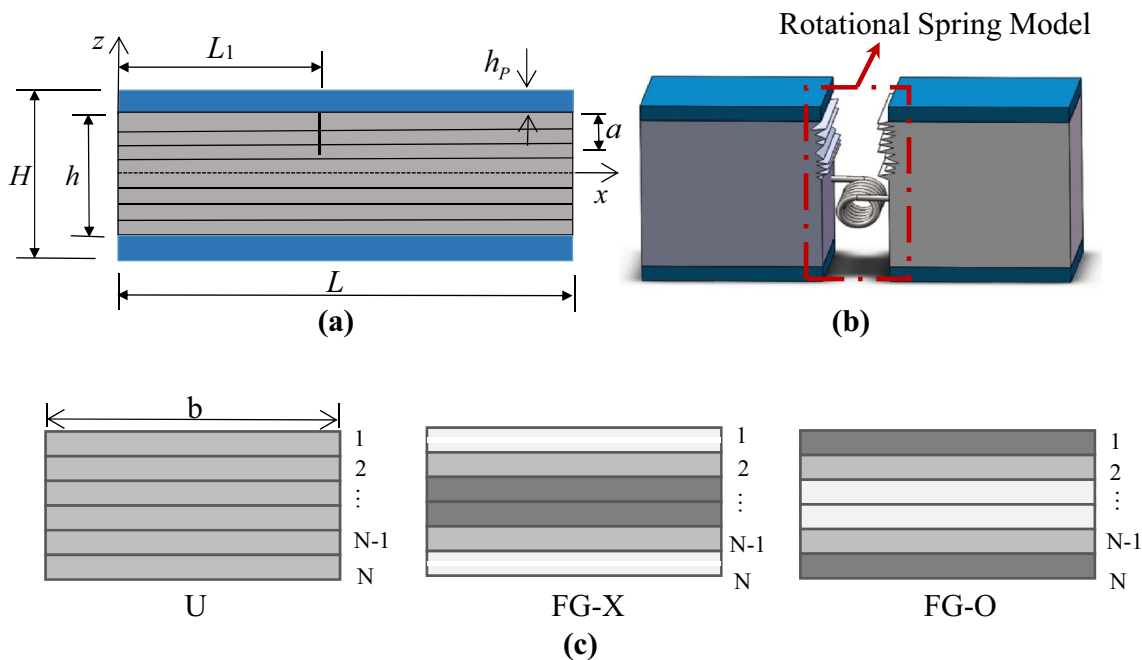 Rotational Spring Model
z
L1
hP
a
H
h
x
L
(a)
(b)
b
1
2
⋮
N-1
N
U
1
2
⋮
N-1
N
FG-X
1
2
⋮
N-1
N
FG-O
(c)